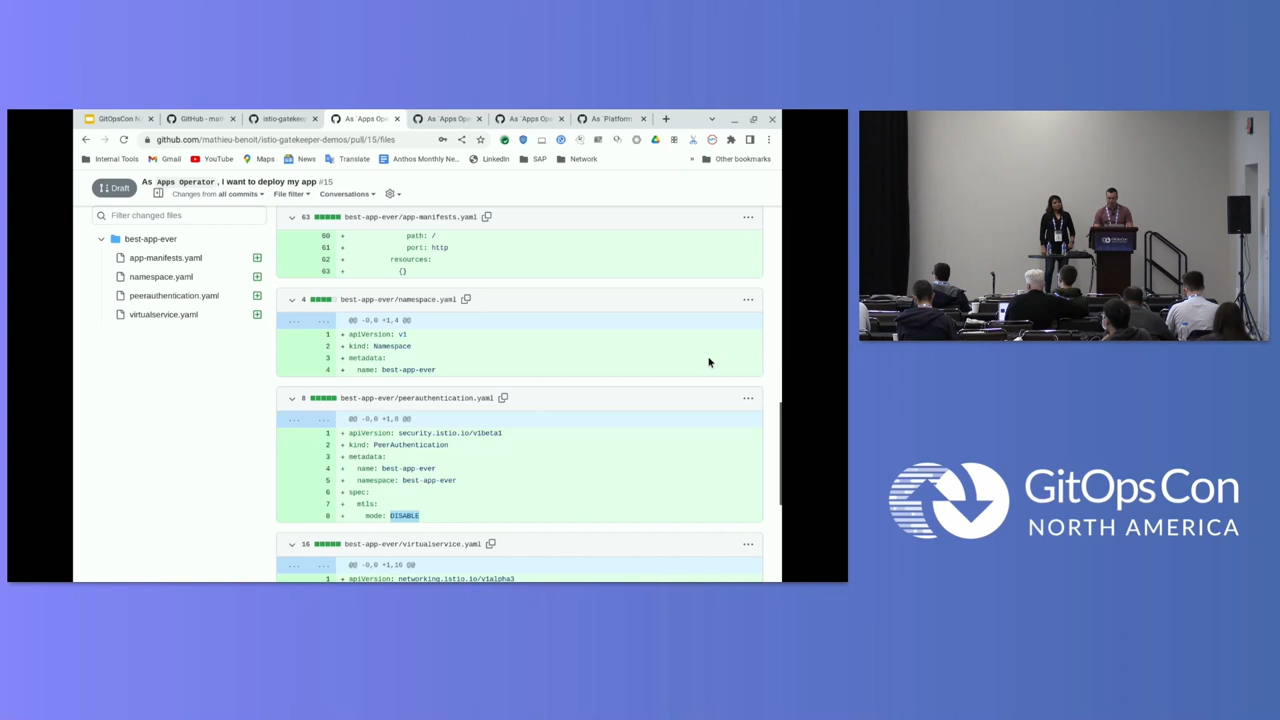 GitOpsCon N
GitHub - math
istio-gatekeep
As `Apps Ope
As `Apps Ope
As `Apps Ope
As `Platform
github.com/mathieu-benoit/istio-gatekeeper-demos/pull/15/files
Internal Tools
Gmail
YouTube
Maps
News
Translate
Anthos Monthly Ne...
LinkedIn
SAP
Network
»
Other bookmarks
Draft
As Apps Operator, I want to deploy my app #15
Changes from all commits
File filter
Conversations
Filter changed files
best-app-ever
app-manifests.yaml
namespace.yaml
peerauthentication.yaml
virtualservice.yaml
63 best-app-ever/app-manifests.yaml
60 + path: /
61 + port: http
62 + resources:
63 + {}
4 best-app-ever/namespace.yaml
... ... @@ -0,0 +1,4 @@
1 + apiVersion: v1
2 + kind: Namespace
3 + metadata:
4 + name: best-app-ever
8 best-app-ever/peerauthentication.yaml
... ... @@ -0,0 +1,8 @@
1 + apiVersion: security.istio.io/v1beta1
2 + kind: PeerAuthentication
3 + metadata:
4 + name: best-app-ever
5 + namespace: best-app-ever
6 + spec:
7 + mtls:
8 + mode: DISABLE
16 best-app-ever/virtualservice.yaml
... ... @@ -0,0 +1,16 @@
1 + apiVersion: networking.istio.io/v1alpha3
GitOpsCon
NORTH AMERICA